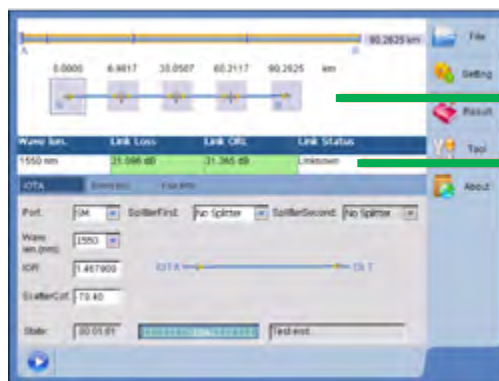 90.2625 km
File
A
B
0.0000 6.9817 30.0507 60.2117 90.2625 km
Setting
Result
Wave len. Link Loss Link ORL Link Status
1550 nm 21.096 dB 31.365 dB Unknown
Tool
About
IOTA
Port: SM SplitterFirst: No Splitter SplitterSecond: No Splitter
Wave len.(nm): 1550
IOR: 1.467900 IOTA OLT
ScatterCof.: -79.40
State: 00:01:01 Test end.